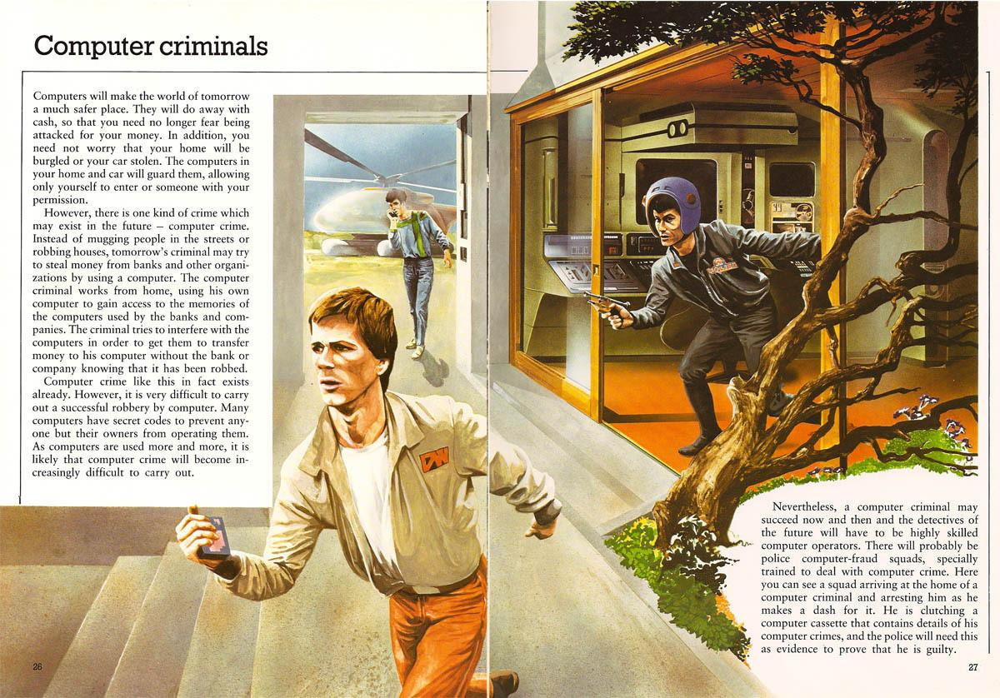 Computer criminals
Computers will make the world of tomorrow
a much safer place. They will do away with
cash, so that you need no longer fear being
attacked for your money. In addition, you
need not worry that your home will be
burgled or your car stolen. The computers in
your home and car will guard them, allowing
only yourself to enter or someone with your
permission.
However, there is one kind of crime which
may exist in the future – computer crime.
Instead of mugging people in the streets or
robbing houses, tomorrow's criminal may try
to steal money from banks and other organi-
zations by using a computer. The computer
criminal works from home, using his own
computer to gain access to the memories of
the computers used by the banks and com-
panies. The criminal tries to interfere with the
computers in order to get them to transfer
money to his computer without the bank or
company knowing that it has been robbed.
Computer crime like this in fact exists
already. However, it is very difficult to carry
out a successful robbery by computer. Many
computers have secret codes to prevent any-
one but their owners from operating them.
As computers are used more and more, it is
likely that computer crime will become in-
creasingly difficult to carry out.
Nevertheless, a computer criminal may
succeed now and then and the detectives of
the future will have to be highly skilled
computer operators. There will probably be
police computer-fraud squads, specially
trained to deal with computer crime. Here
you can see a squad arriving at the home of a
computer criminal and arresting him as he
makes a dash for it. He is clutching a
computer cassette that contains details of his
computer crimes, and the police will need this
as evidence to prove that he is guilty.
26
27